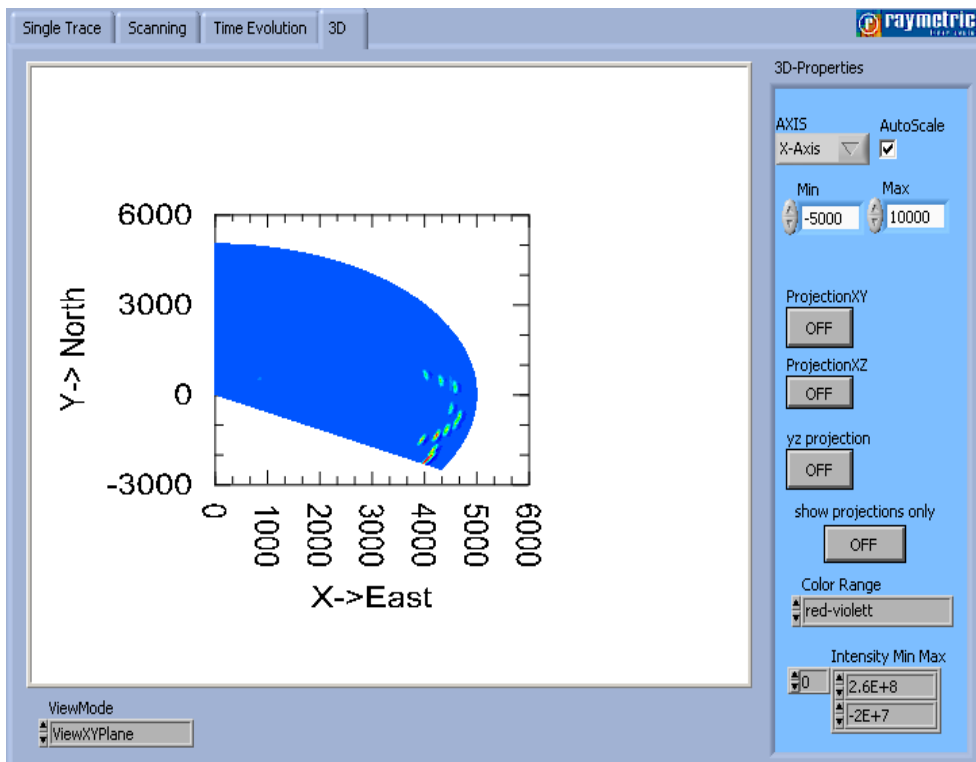 Single Trace
Scanning
Time Evolution
3D
raymetric
3D-Properties
AXIS
AutoScale
X-Axis
Min
Max
-5000
10000
6000
3000
0
-3000
Y-> North
0
1000
2000
3000
4000
5000
6000
X->East
ProjectionXY
OFF
ProjectionXZ
OFF
yz projection
OFF
show projections only
OFF
Color Range
red-violett
Intensity Min Max
0
2.6E+8
-2E+7
ViewMode
ViewXYPlane